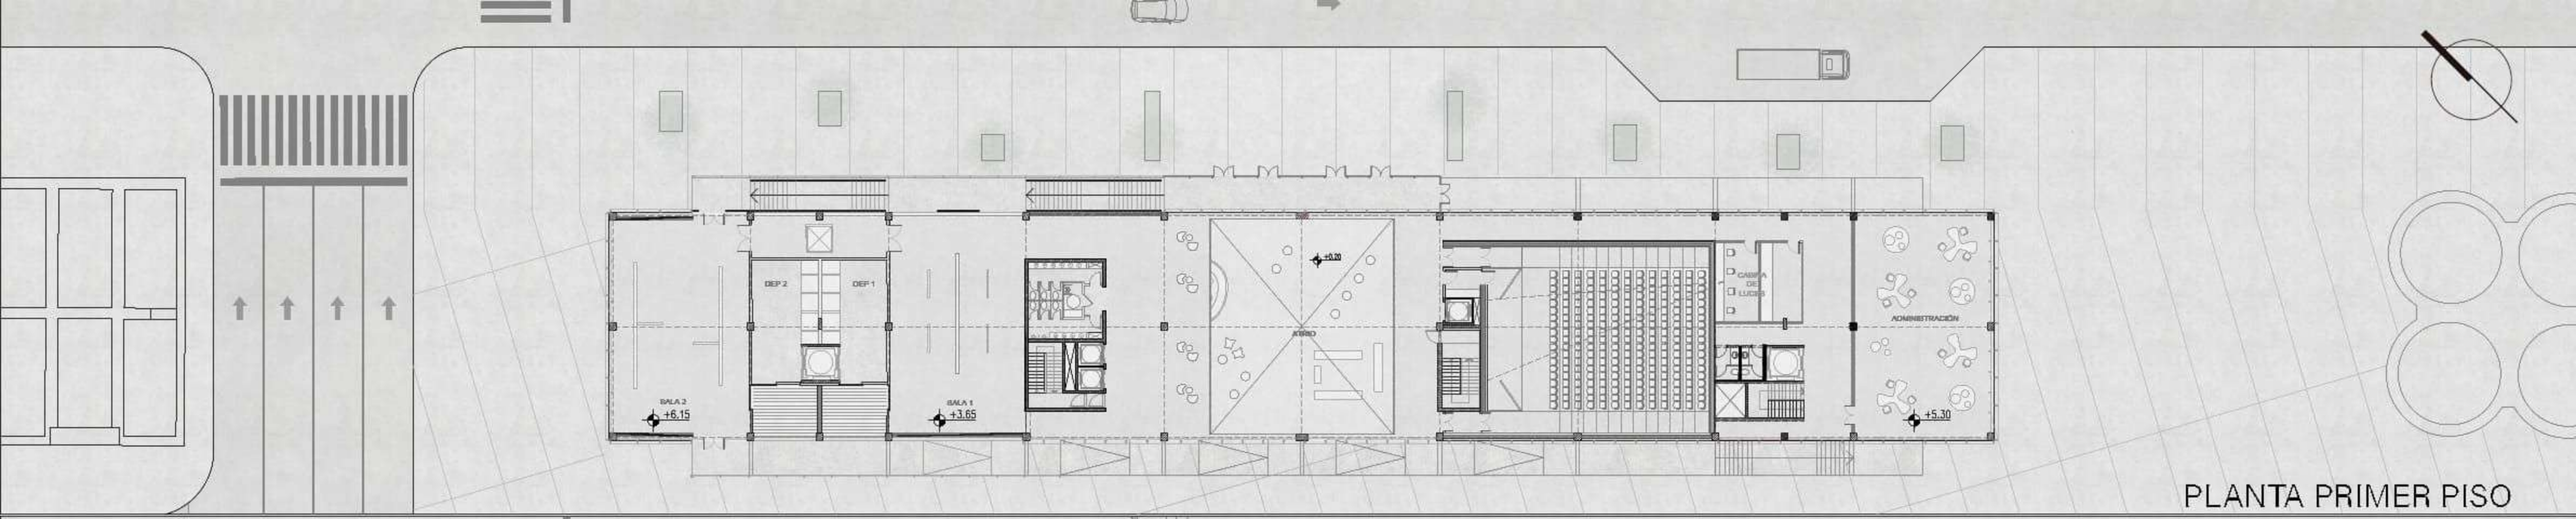 +0.20
CABINA
DE
LUCES
DEP 2
DEP 1
ADMINISTRACIÓN
ATRIO
SALA 2
+6.15
SALA 1
+3.65
+5.30
PLANTA PRIMER PISO